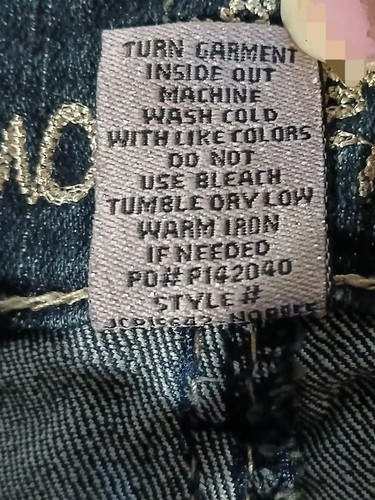 TURN GARMENT
INSIDE OUT
MACHINE
WASH COLD
WITH LIKE COLORS
DO NOT
USE BLEACH
TUMBLE DRY LOW
WARM IRON
IF NEEDED
PO# P142040
STYLE #